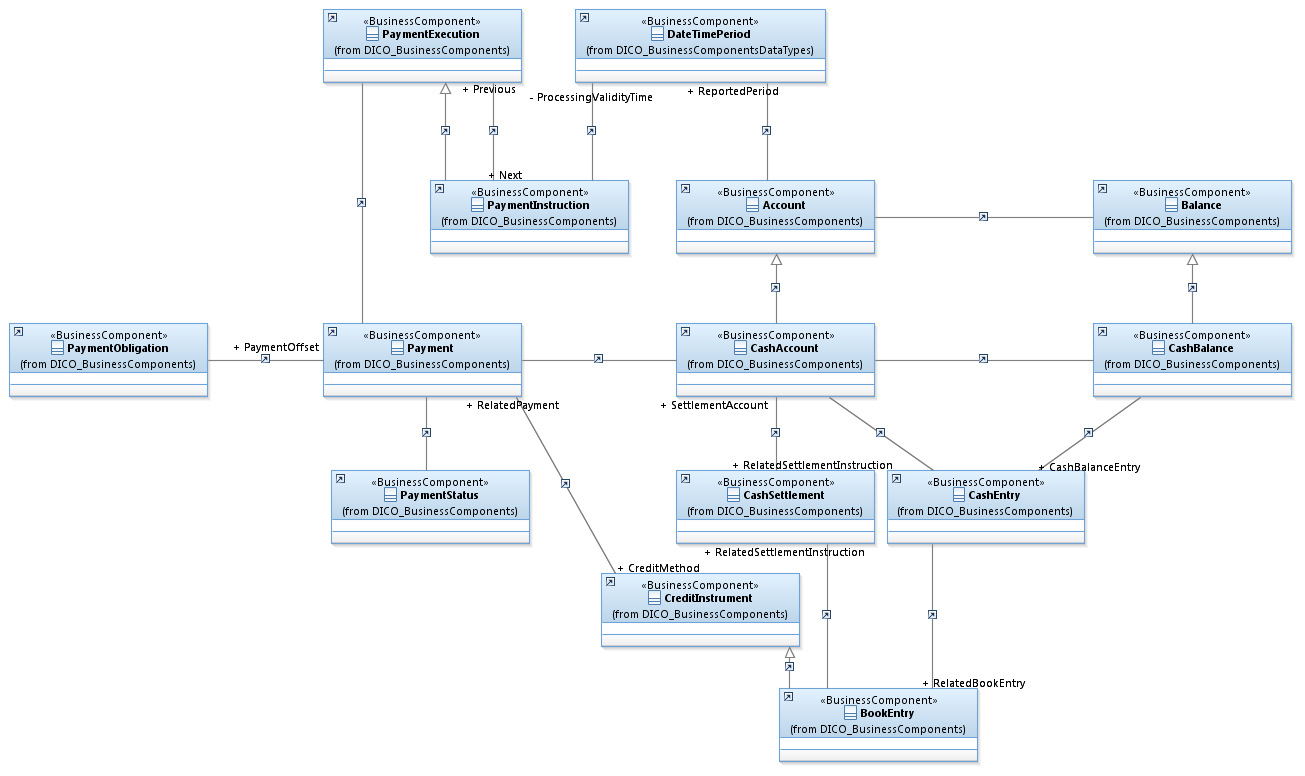 «BusinessComponent»
PaymentExecution
(from DICO_BusinessComponents)
«BusinessComponent»
DateTimePeriod
(from DICO_BusinessComponentsDataTypes)
+ Previous
- ProcessingValidityTime
+ ReportedPeriod
+ Next
«BusinessComponent»
PaymentInstruction
(from DICO_BusinessComponents)
«BusinessComponent»
Account
(from DICO_BusinessComponents)
«BusinessComponent»
Balance
(from DICO_BusinessComponents)
«BusinessComponent»
PaymentObligation
(from DICO_BusinessComponents)
+ PaymentOffset
«BusinessComponent»
Payment
(from DICO_BusinessComponents)
«BusinessComponent»
CashAccount
(from DICO_BusinessComponents)
«BusinessComponent»
CashBalance
(from DICO_BusinessComponents)
+ RelatedPayment
+ SettlementAccount
+ RelatedSettlementInstruction
+ CashBalanceEntry
«BusinessComponent»
PaymentStatus
(from DICO_BusinessComponents)
«BusinessComponent»
CashSettlement
(from DICO_BusinessComponents)
«BusinessComponent»
CashEntry
(from DICO_BusinessComponents)
+ RelatedSettlementInstruction
+ CreditMethod
«BusinessComponent»
CreditInstrument
(from DICO_BusinessComponents)
+ RelatedBookEntry
«BusinessComponent»
BookEntry
(from DICO_BusinessComponents)